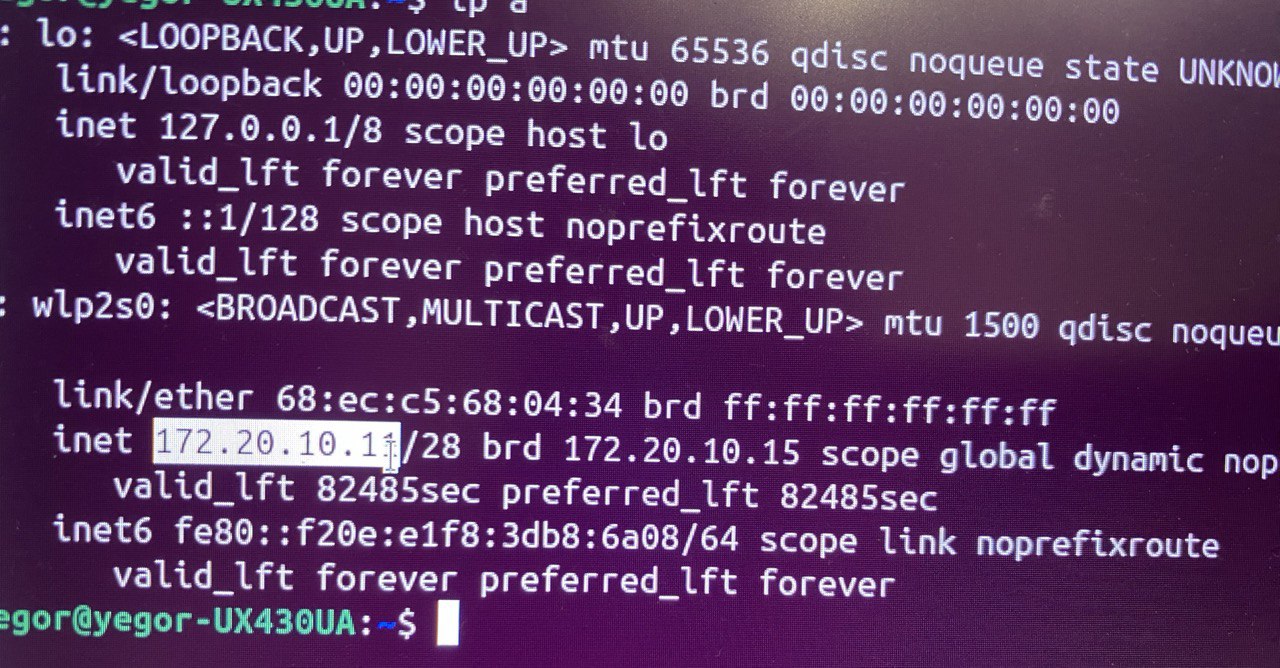 egor@yegor-UX430UA:~$ ip a
: lo: <LOOPBACK,UP,LOWER_UP> mtu 65536 qdisc noqueue state UNKNOW
link/loopback 00:00:00:00:00:00 brd 00:00:00:00:00:00
inet 127.0.0.1/8 scope host lo
valid_lft forever preferred_lft forever
inet6 ::1/128 scope host noprefixroute
valid_lft forever preferred_lft forever
: wlp2s0: <BROADCAST,MULTICAST,UP,LOWER_UP> mtu 1500 qdisc noqueu
link/ether 68:ec:c5:68:04:34 brd ff:ff:ff:ff:ff:ff
inet 172.20.10.11/28 brd 172.20.10.15 scope global dynamic nop
valid_lft 82485sec preferred_lft 82485sec
inet6 fe80::f20e:e1f8:3db8:6a08/64 scope link noprefixroute
valid_lft forever preferred_lft forever
egor@yegor-UX430UA:~$